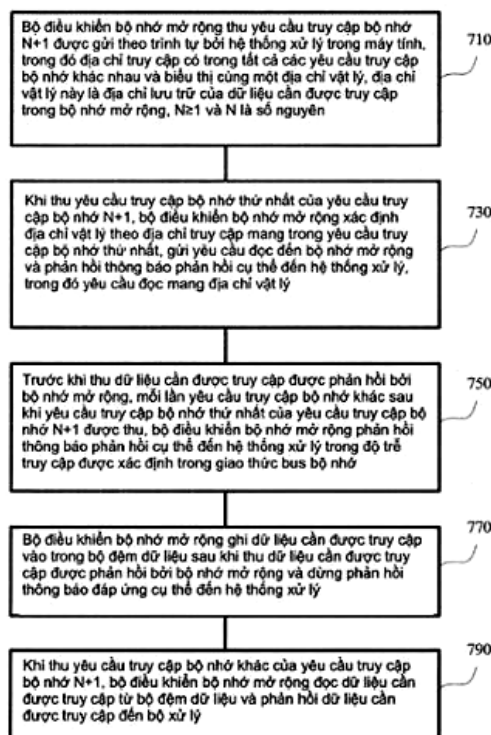 Bộ điều khiển bộ nhớ mở rộng thu yêu cầu truy cập bộ nhớ
N+1 được gửi theo trình tự bởi hệ thống xử lý trong máy tính,
trong đó địa chỉ truy cập có trong tất cả các yêu cầu truy cập
bộ nhớ khác nhau và biểu thị cùng một địa chỉ vật lý, địa chỉ
vật lý này là địa chỉ lưu trữ của dữ liệu cần được truy cập
trong bộ nhớ mở rộng, N≥1 và N là số nguyên
710
Khi thu yêu cầu truy cập bộ nhớ thứ nhất của yêu cầu truy
cập bộ nhớ N+1, bộ điều khiển bộ nhớ mở rộng xác định
địa chỉ vật lý theo địa chỉ truy cập mang trong yêu cầu truy
cập bộ nhớ thứ nhất, gửi yêu cầu đọc đến bộ nhớ mở rộng
và phản hồi thông báo phản hồi cụ thể đến hệ thống xử lý,
trong đó yêu cầu đọc mang địa chỉ vật lý
730
Trước khi thu dữ liệu cần được truy cập được phản hồi bởi
bộ nhớ mở rộng, mỗi lần yêu cầu truy cập bộ nhớ khác sau
khi yêu cầu truy cập bộ nhớ thứ nhất của yêu cầu truy cập bộ
nhớ N+1 được thu, bộ điều khiển bộ nhớ mở rộng phản hồi
thông báo phản hồi cụ thể đến hệ thống xử lý trong độ trễ
truy cập được xác định trong giao thức bus bộ nhớ
750
Bộ điều khiển bộ nhớ mở rộng ghi dữ liệu cần được truy cập
vào trong bộ đệm dữ liệu sau khi thu dữ liệu cần được truy
cập được phản hồi bởi bộ nhớ mở rộng và dừng phản hồi
thông báo đáp ứng cụ thể đến hệ thống xử lý
770
Khi thu yêu cầu truy cập bộ nhớ khác của yêu cầu truy cập
bộ nhớ N+1, bộ điều khiển bộ nhớ mở rộng đọc dữ liệu cần
được truy cập từ bộ đệm dữ liệu và phản hồi dữ liệu cần
được truy cập đến bộ xử lý
790